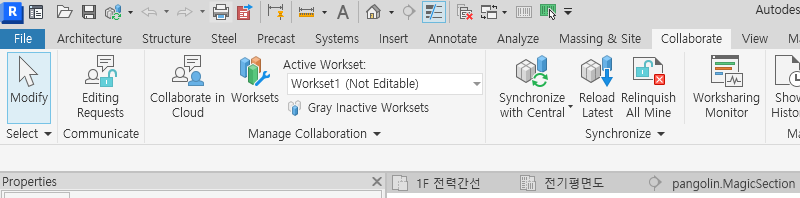 R A Autodes
File Architecture Structure Steel Precast Systems Insert Annotate Analyze Massing & Site Collaborate View Ma
Modify
Select
Editing
Requests
Communicate
Collaborate in
Cloud
Worksets
Active Workset:
Workset1 (Not Editable)
Gray Inactive Worksets
Manage Collaboration
Synchronize
with Central
Reload
Latest
Relinquish
All Mine
Synchronize
Worksharing
Monitor
Show
History
Properties
1F 전력간선
전기평면도
pangolin.MagicSection